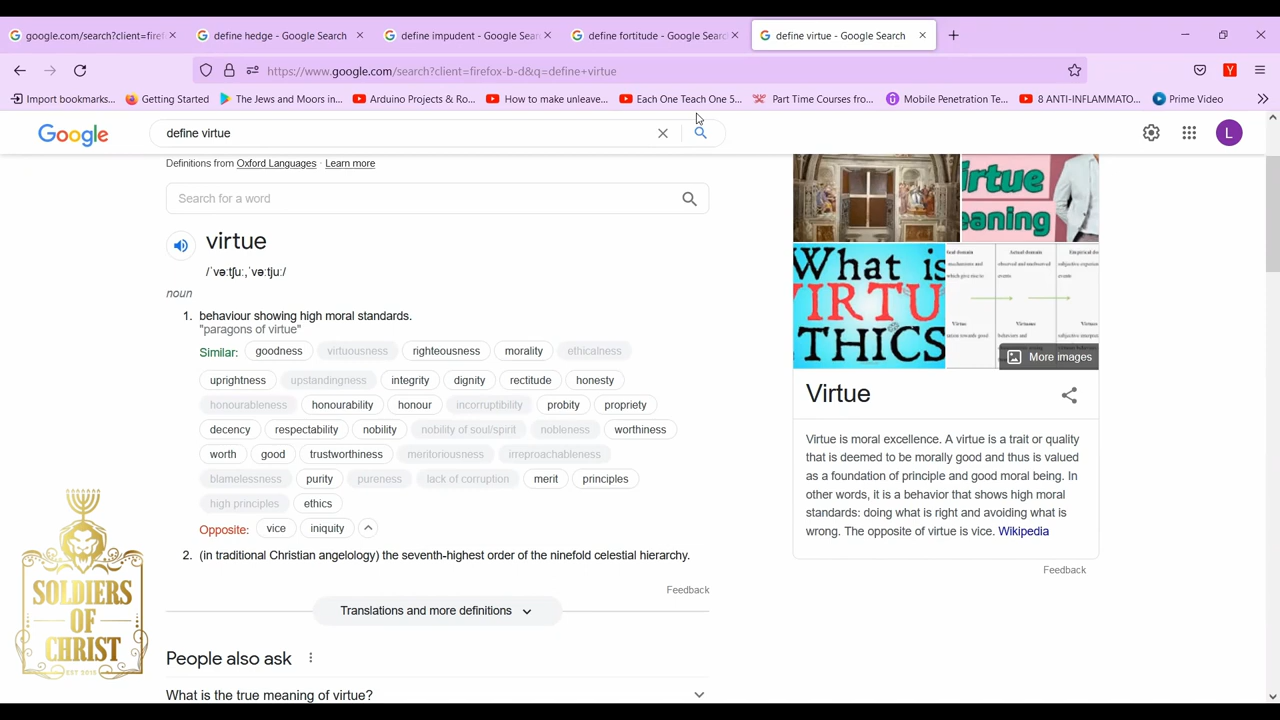 google.com/search?client=firef
define hedge - Google Search
define impudent - Google Sear
define fortitude - Google Searc
define virtue - Google Search
https://www.google.com/search?client=firefox-b-d&q=define+virtue
Import bookmarks...
Getting Started
The Jews and Moors in...
Arduino Projects & Ro...
How to make unleave...
Each One Teach One 5...
Part Time Courses fro...
Mobile Penetration Te...
8 ANTI-INFLAMMATO...
Prime Video
Google
define virtue
L
Definitions from Oxford Languages · Learn more
Search for a word
virtue
noun
1. behaviour showing high moral standards.
"paragons of virtue"
Similar: goodness virtuousness righteousness morality ethicalness
uprightness upstandingness integrity dignity rectitude honesty
honourableness honourability honour incorruptibility probity propriety
decency respectability nobility nobility of soul/spirit nobleness worthiness
worth good trustworthiness meritoriousness irreproachableness
blamelessness purity pureness lack of corruption merit principles
high principles ethics
Opposite: vice iniquity
2. (in traditional Christian angelology) the seventh-highest order of the ninefold celestial hierarchy.
Feedback
Translations and more definitions
People also ask
What is the true meaning of virtue?
irtue
eaning
What is
VIRTU
THICS
More images
Virtue
Virtue is moral excellence. A virtue is a trait or quality
that is deemed to be morally good and thus is valued
as a foundation of principle and good moral being. In
other words, it is a behavior that shows high moral
standards: doing what is right and avoiding what is
wrong. The opposite of virtue is vice. Wikipedia
Feedback
SOLDIERS
OF
CHRIST